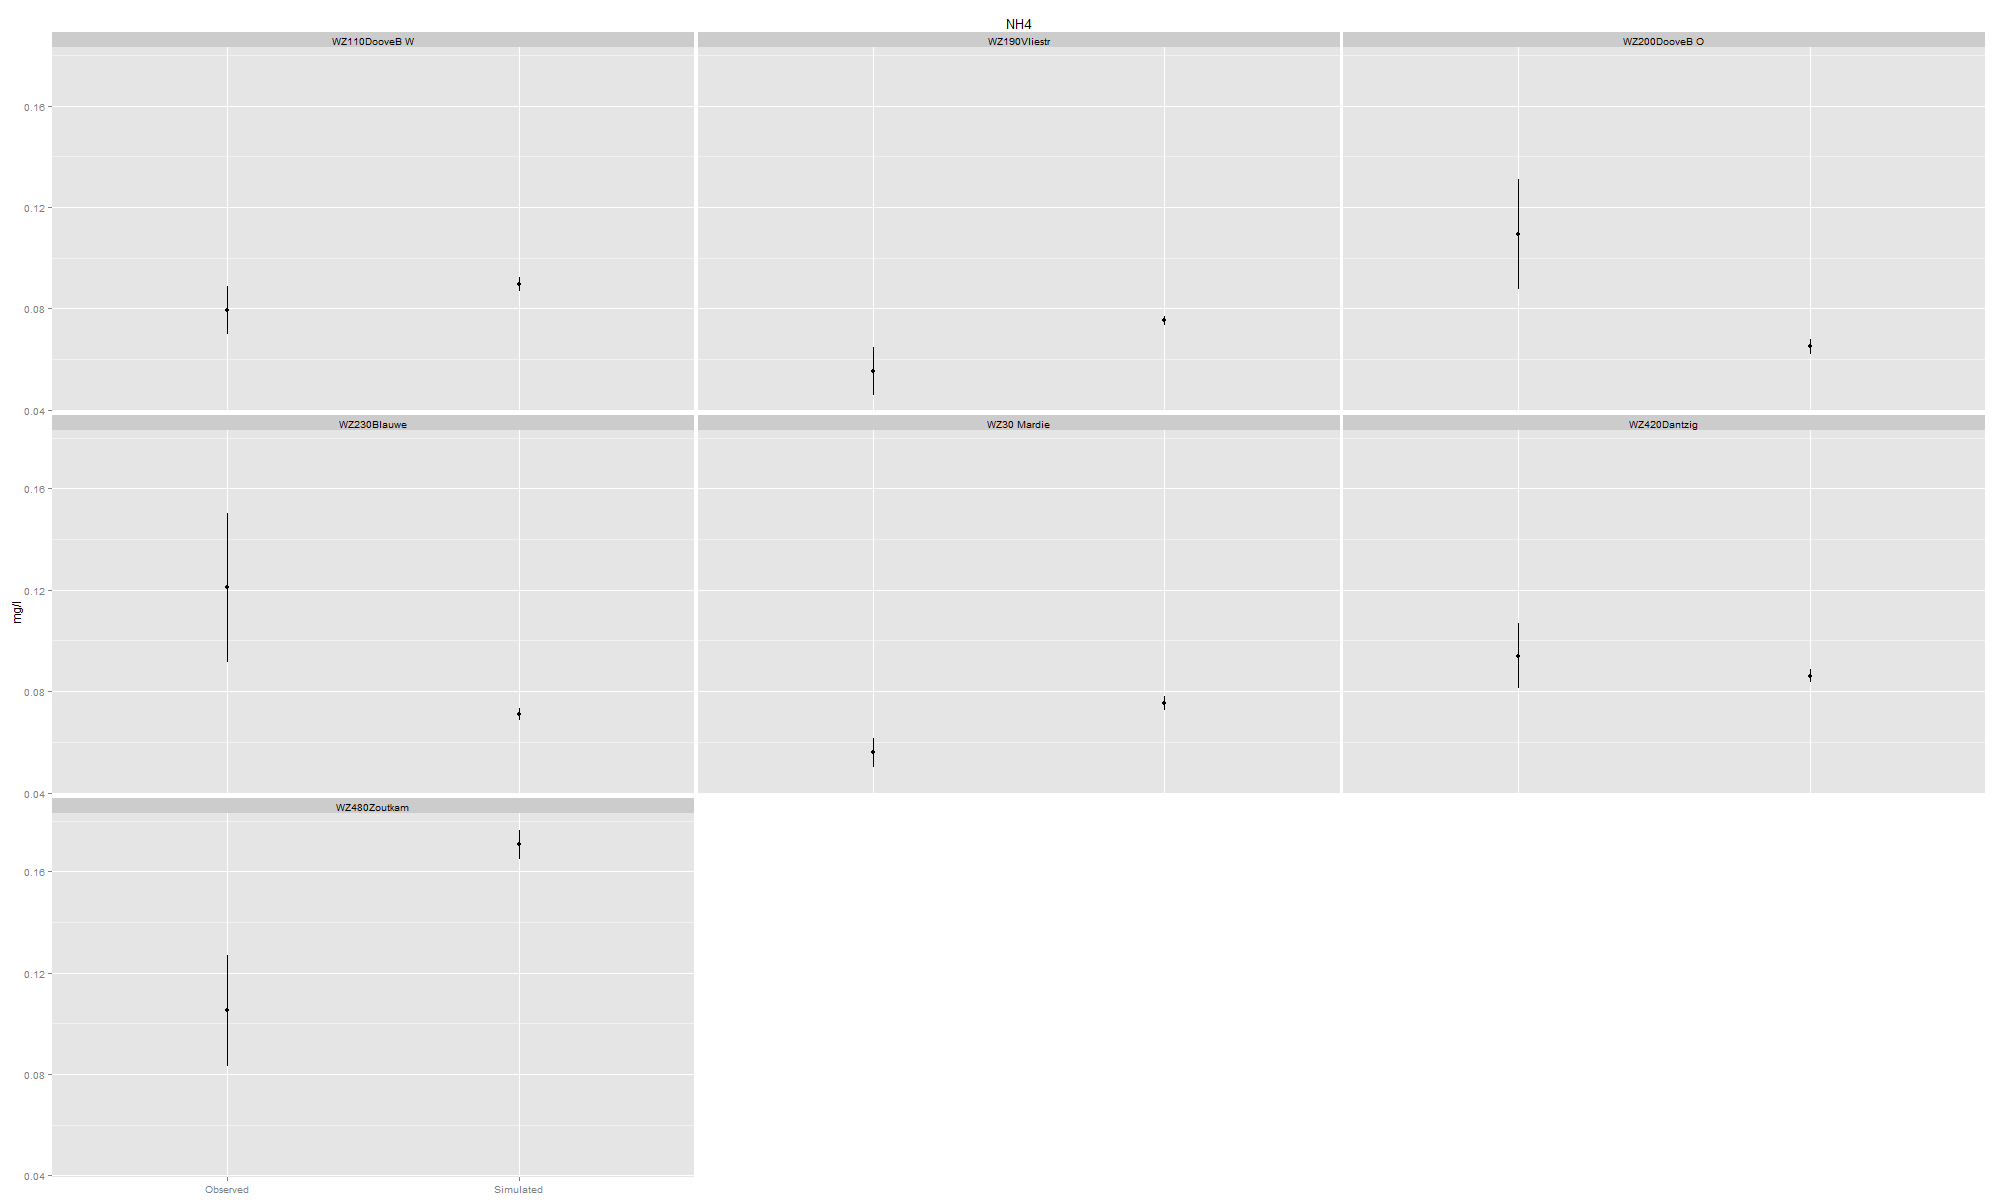 NH4
WZ110DooveB W
WZ190Vliestr
WZ200DooveB O
0.16
0.12
0.08
0.04
WZ230Blauwe
WZ30 Mardie
WZ420Dantzig
0.16
0.12
0.08
0.04
mg/l
WZ480Zoutkam
0.16
0.12
0.08
0.04
Observed
Simulated